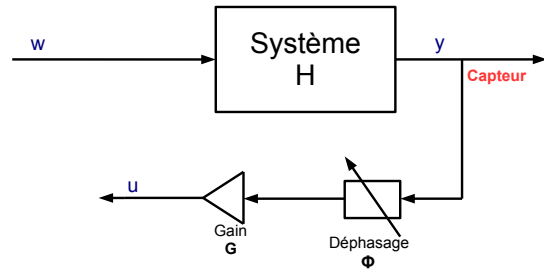 w
Système
H
y
Capteur
u
Gain
G
Déphasage
Φ